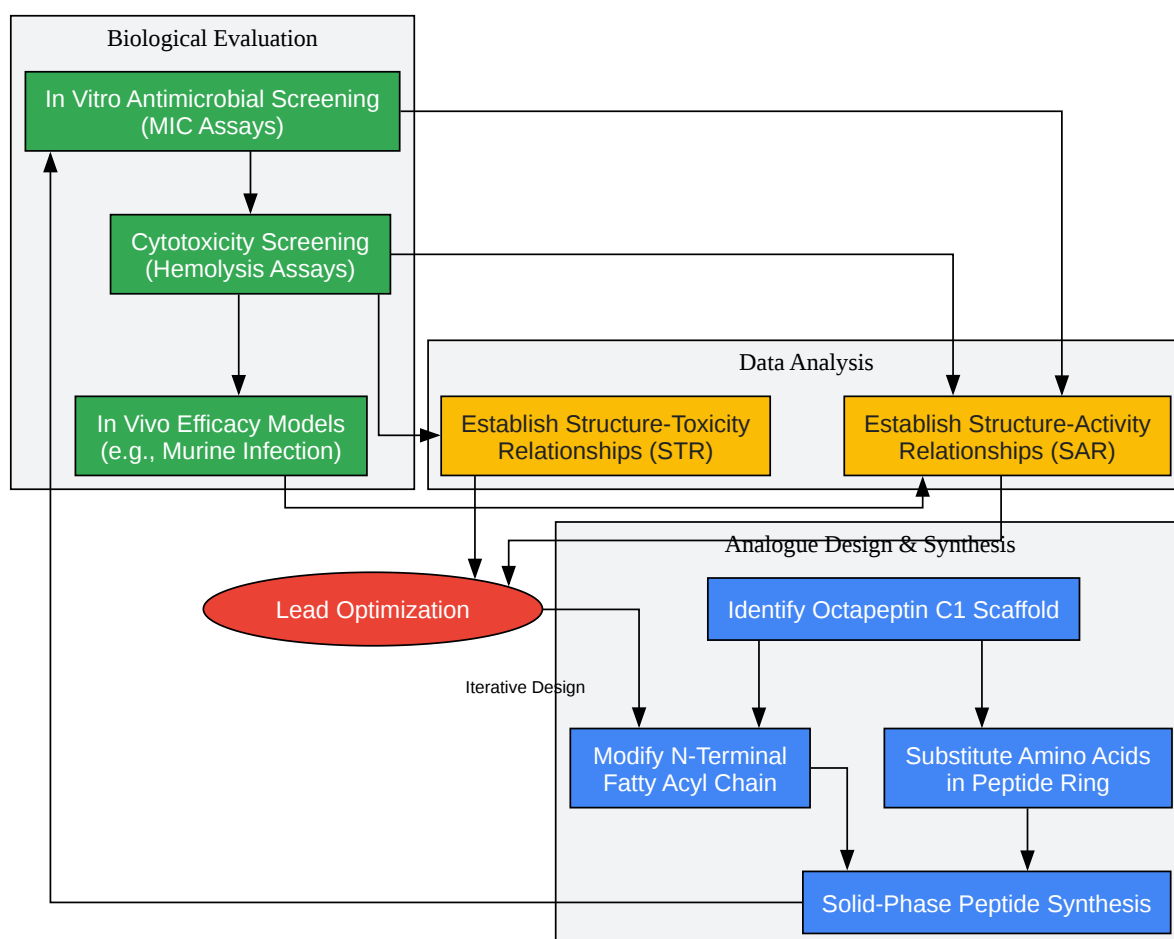 Biological Evaluation
In Vitro Antimicrobial Screening
(MIC Assays)
Cytotoxicity Screening
(Hemolysis Assays)
In Vivo Efficacy Models
(e.g., Murine Infection)
Data Analysis
Establish Structure-Toxicity
Relationships (STR)
Establish Structure-Activity
Relationships (SAR)
Analogue Design & Synthesis
Lead Optimization
Identify Octapeptin C1 Scaffold
Iterative Design
Modify N-Terminal
Fatty Acyl Chain
Substitute Amino Acids
in Peptide Ring
Solid-Phase Peptide Synthesis